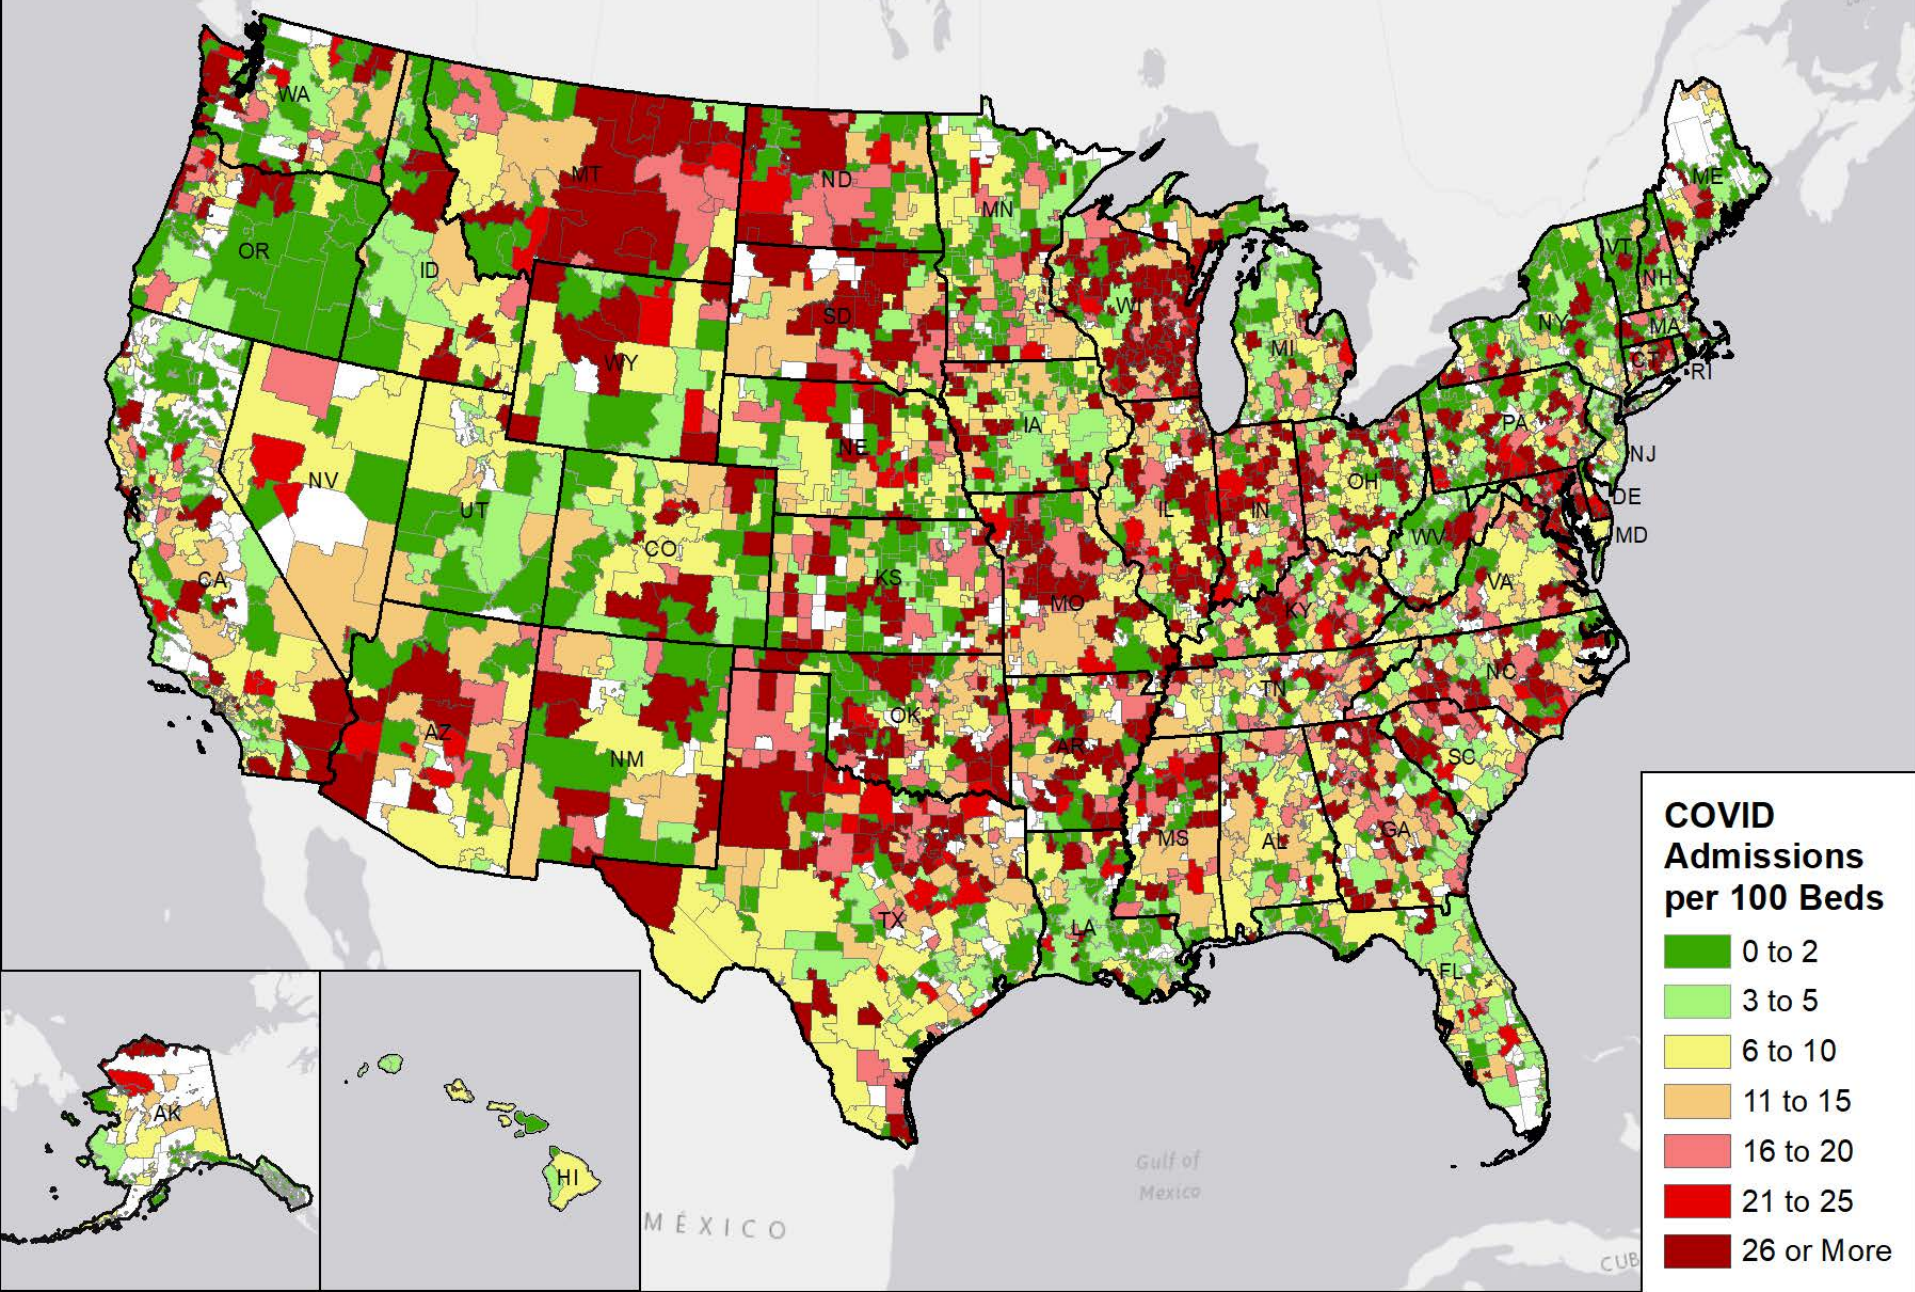 WA
MT
ND
MN
ME
OR
ID
VT
NH
SD
WI
NY
MA
WY
MI
CT
RI
IA
PA
NE
NJ
NV
OH
UT
IL
IN
DE
CO
WV
MD
CA
KS
VA
MO
KY
NC
TN
AZ
OK
NM
AR
SC
MS
AL
GA
TX
LA
FL
AK
HI
Gulf of
Mexico
MÉXICO
CUB
COVID
Admissions
per 100 Beds
0 to 2
3 to 5
6 to 10
11 to 15
16 to 20
21 to 25
26 or More